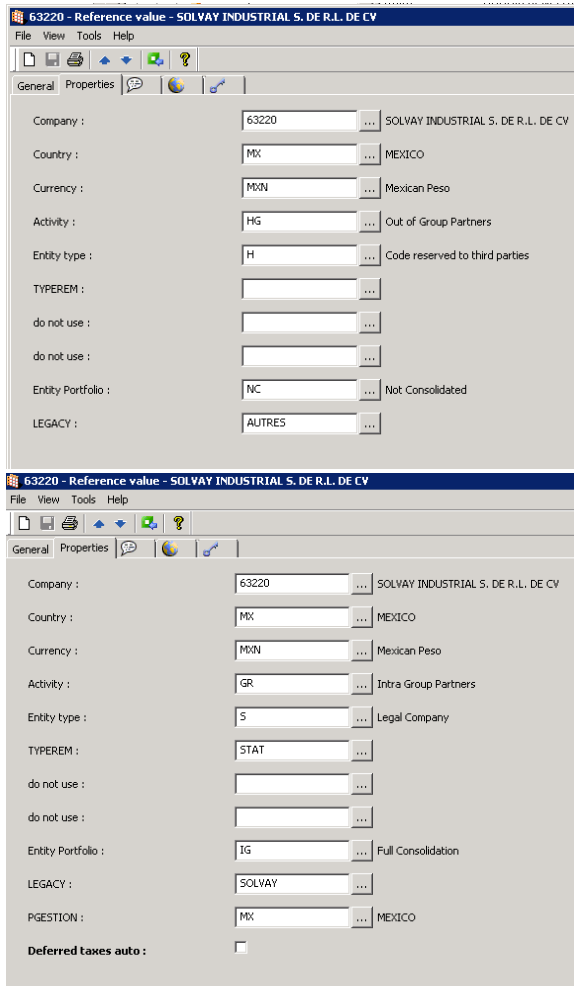 63220 - Reference value - SOLVAY INDUSTRIAL S. DE R.L. DE CV
File View Tools Help
General Properties
Company : 63220 ... SOLVAY INDUSTRIAL S. DE R.L. DE CV
Country : MX ... MEXICO
Currency : MXN ... Mexican Peso
Activity : HG ... Out of Group Partners
Entity type : H ... Code reserved to third parties
TYPEREM : ...
do not use : ...
do not use : ...
Entity Portfolio : NC ... Not Consolidated
LEGACY : AUTRES ...
63220 - Reference value - SOLVAY INDUSTRIAL S. DE R.L. DE CV
File View Tools Help
General Properties
Company : 63220 ... SOLVAY INDUSTRIAL S. DE R.L. DE CV
Country : MX ... MEXICO
Currency : MXN ... Mexican Peso
Activity : GR ... Intra Group Partners
Entity type : S ... Legal Company
TYPEREM : STAT ...
do not use : ...
do not use : ...
Entity Portfolio : IG ... Full Consolidation
LEGACY : SOLVAY ...
PGESTION : MX ... MEXICO
Deferred taxes auto :